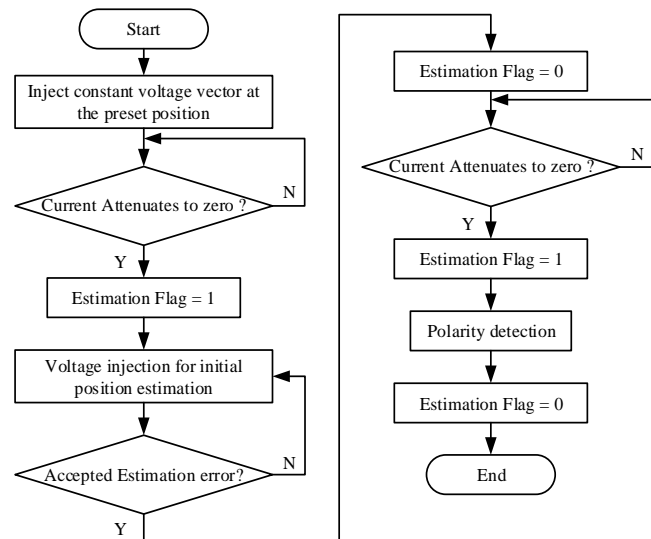 Start
Inject constant voltage vector at
the preset position
Current Attenuates to zero ?
N
Y
Estimation Flag = 1
Voltage injection for initial
position estimation
Accepted Estimation error?
N
Y
Estimation Flag = 0
Current Attenuates to zero ?
N
Y
Estimation Flag = 1
Polarity detection
Estimation Flag = 0
End